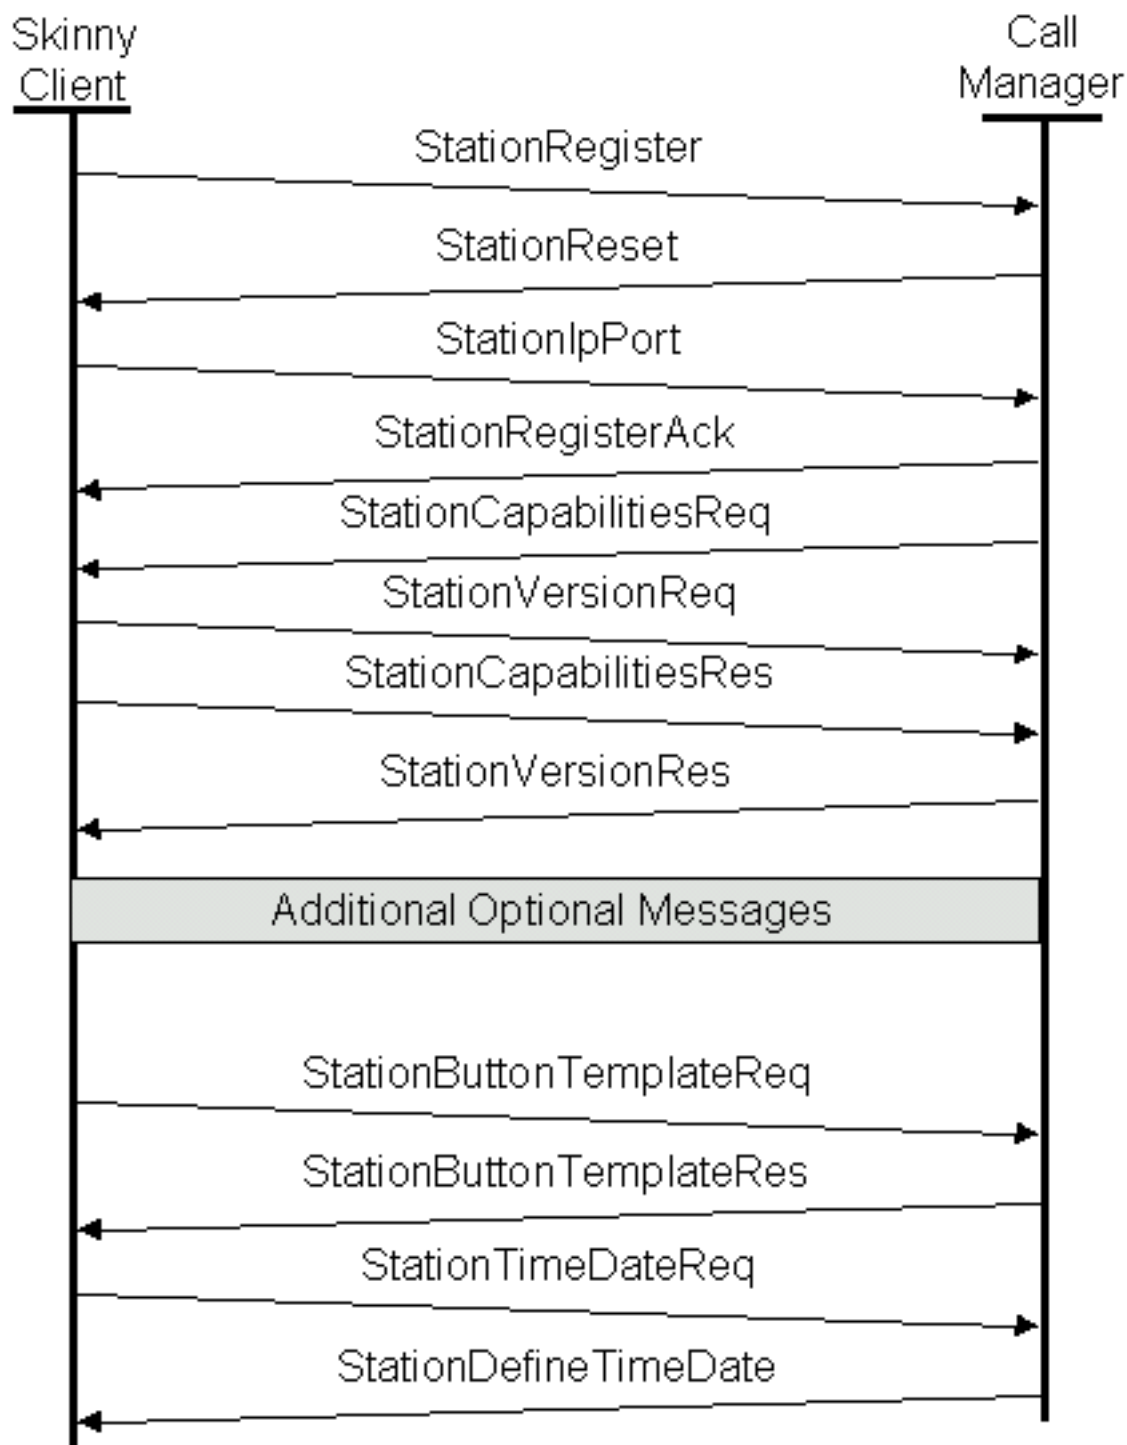 Skinny
Client
Call
Manager
StationRegister
StationReset
StationIpPort
StationRegisterAck
StationCapabilitiesReq
StationVersionReq
StationCapabilitiesRes
StationVersionRes
Additional Optional Messages
StationButtonTemplateReq
StationButtonTemplateRes
StationTimeDateReq
StationDefineTimeDate